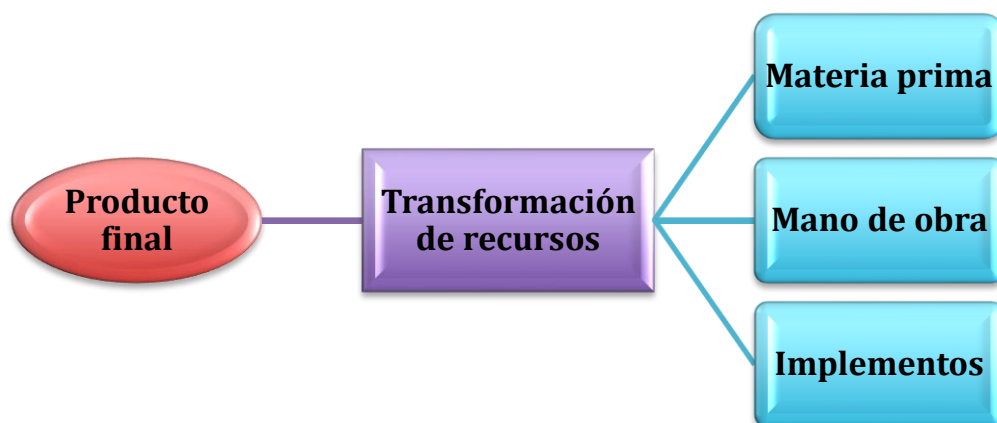 Producto
final
Transformación
de recursos
Materia prima
Mano de obra
Implementos